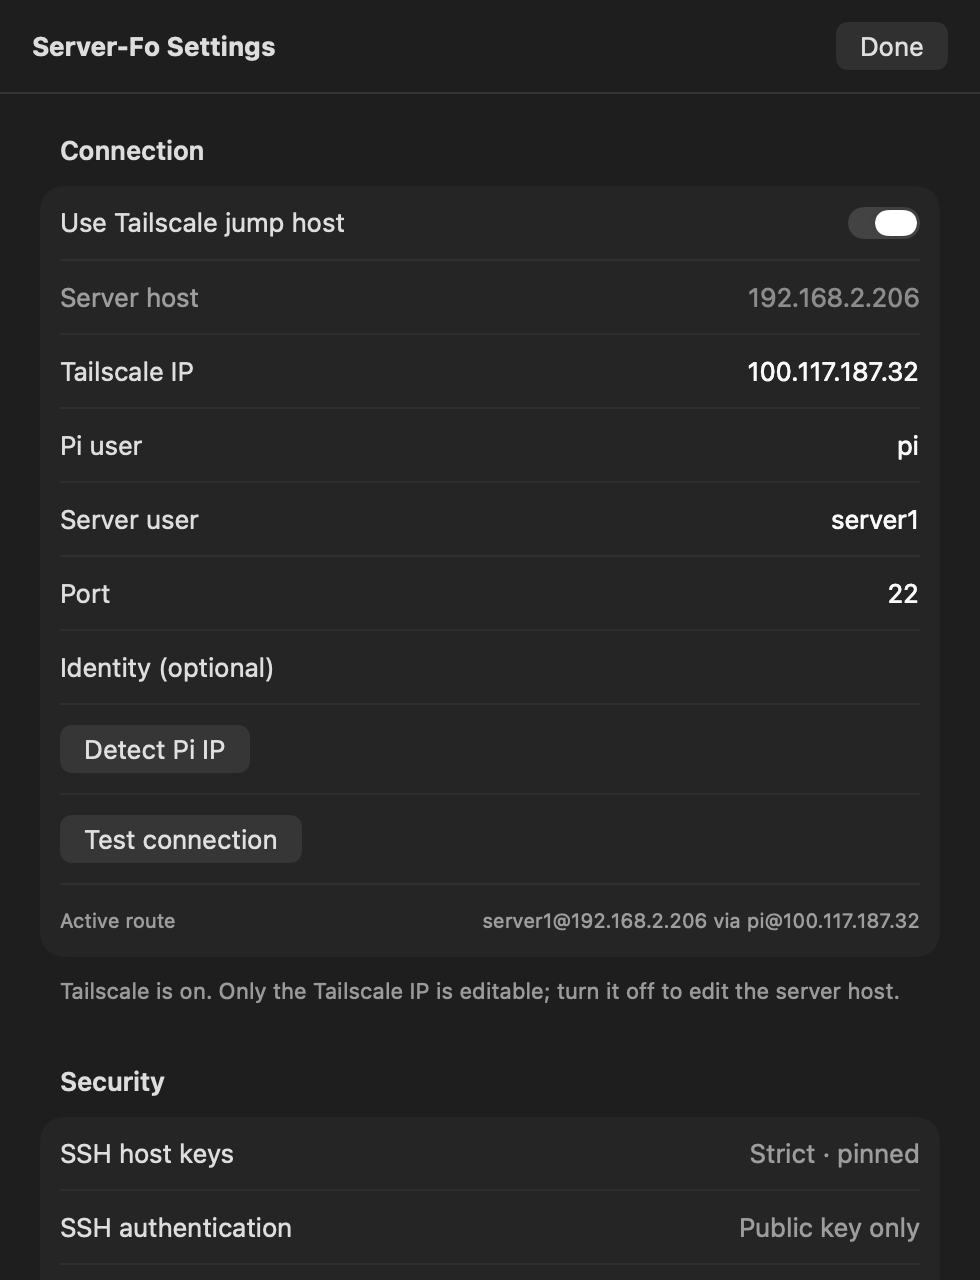 Server-Fo Settings
Done
Connection
Use Tailscale jump host
Server host
192.168.2.206
Tailscale IP
100.117.187.32
Pi user
pi
Server user
server1
Port
22
Identity (optional)
Detect Pi IP
Test connection
Active route
server1@192.168.2.206 via pi@100.117.187.32
Tailscale is on. Only the Tailscale IP is editable; turn it off to edit the server host.
Security
SSH host keys
Strict · pinned
SSH authentication
Public key only